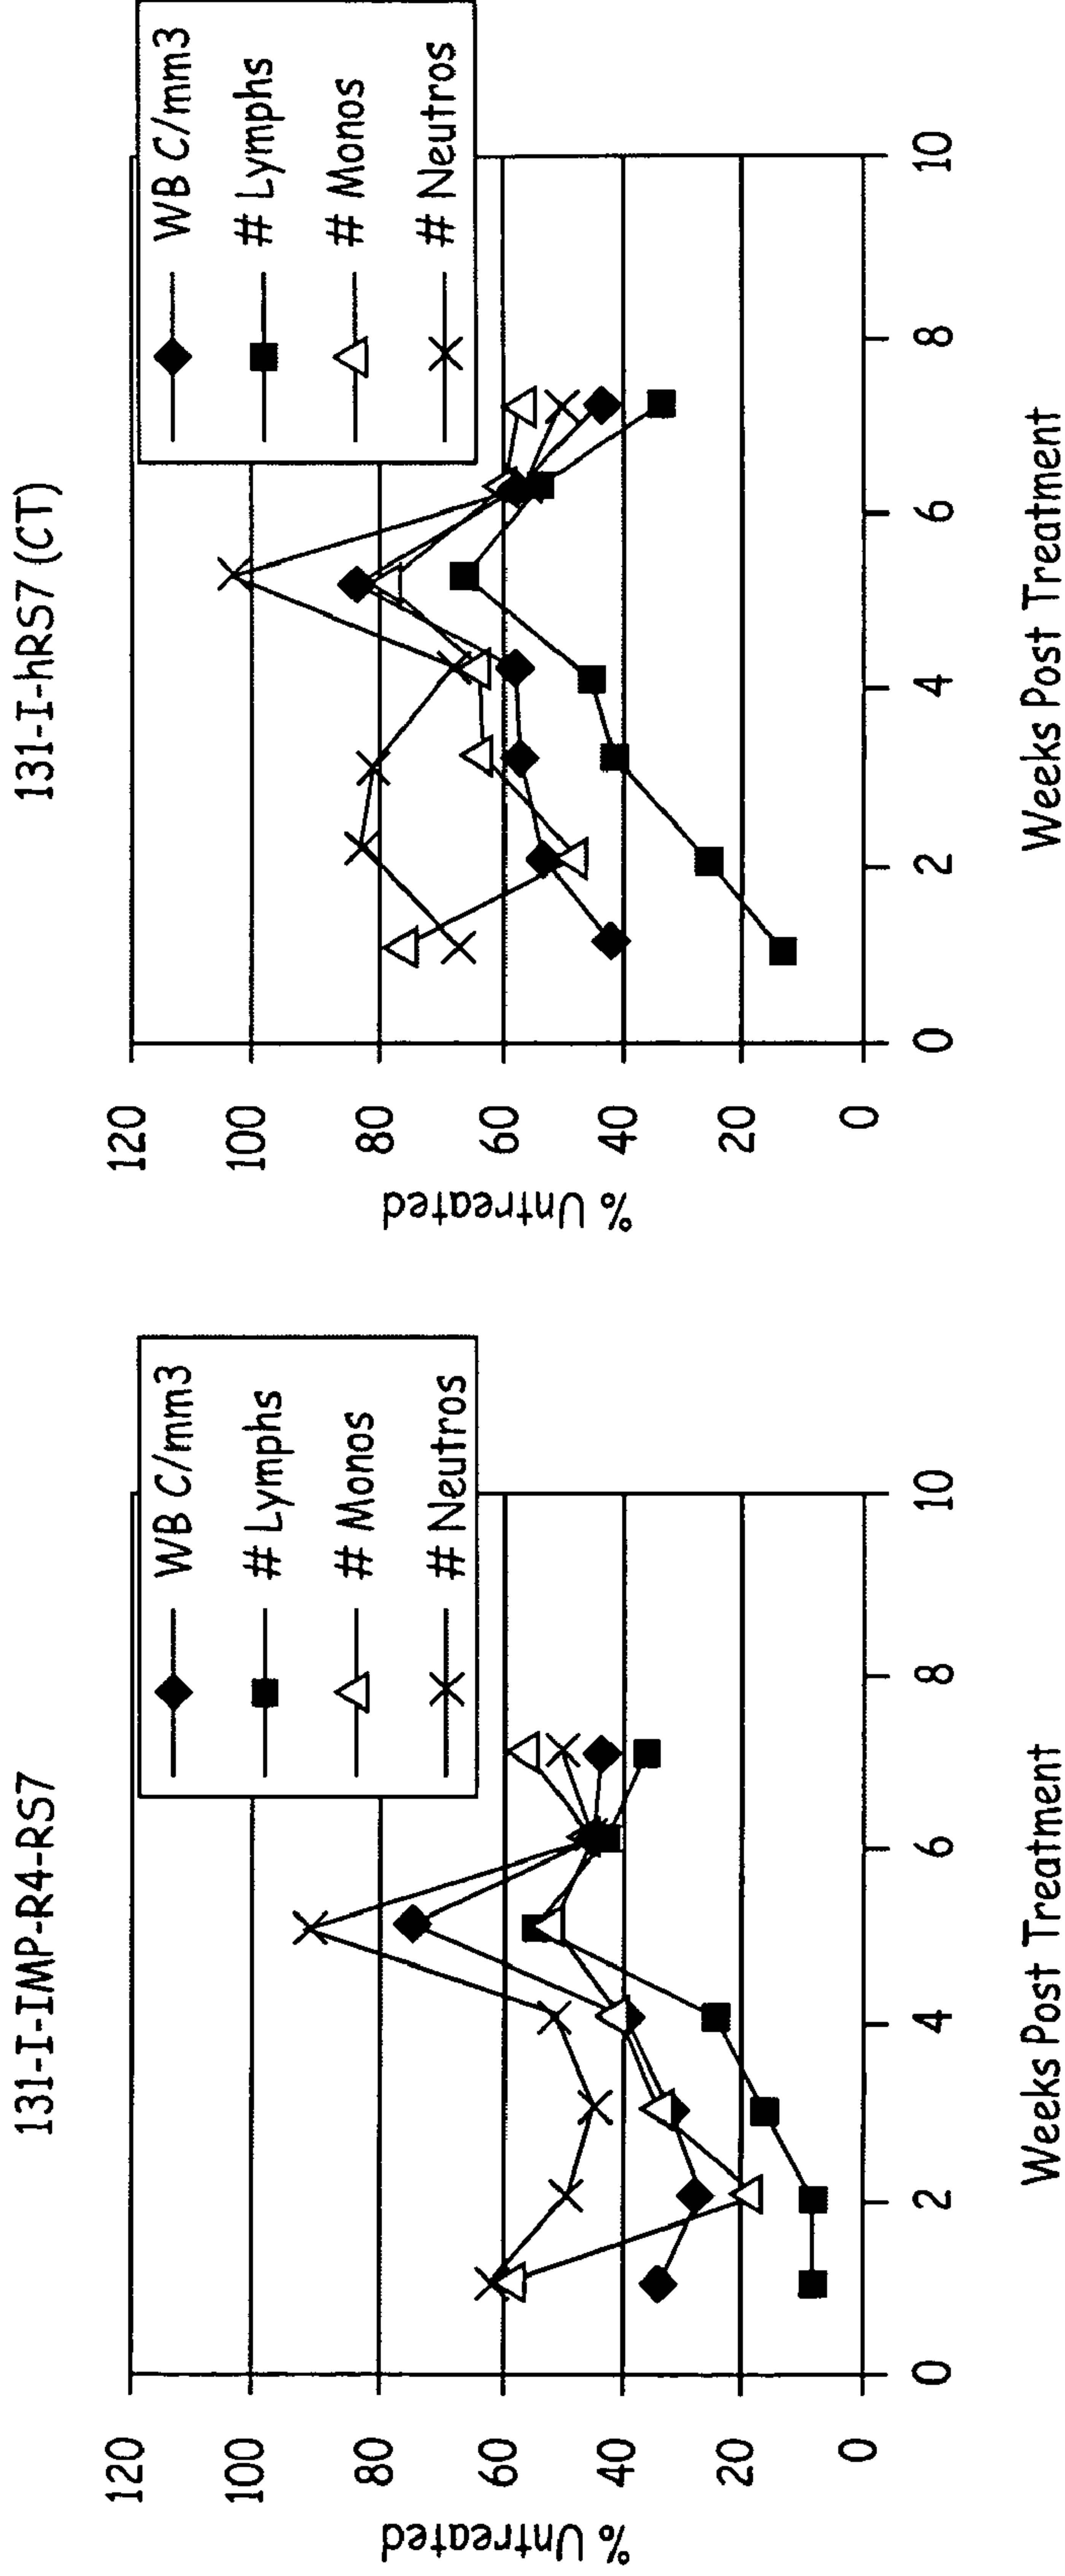 131-I-IMP-R4-RS7
WB C/mm3
# Lymphs
# Monos
# Neutros
120
100
80
60
40
20
0
% Untreated
0 2 4 6 8 10
Weeks Post Treatment
131-I-hRS7 (CT)
WB C/mm3
# Lymphs
# Monos
# Neutros
120
100
80
60
40
20
0
% Untreated
0 2 4 6 8 10
Weeks Post Treatment